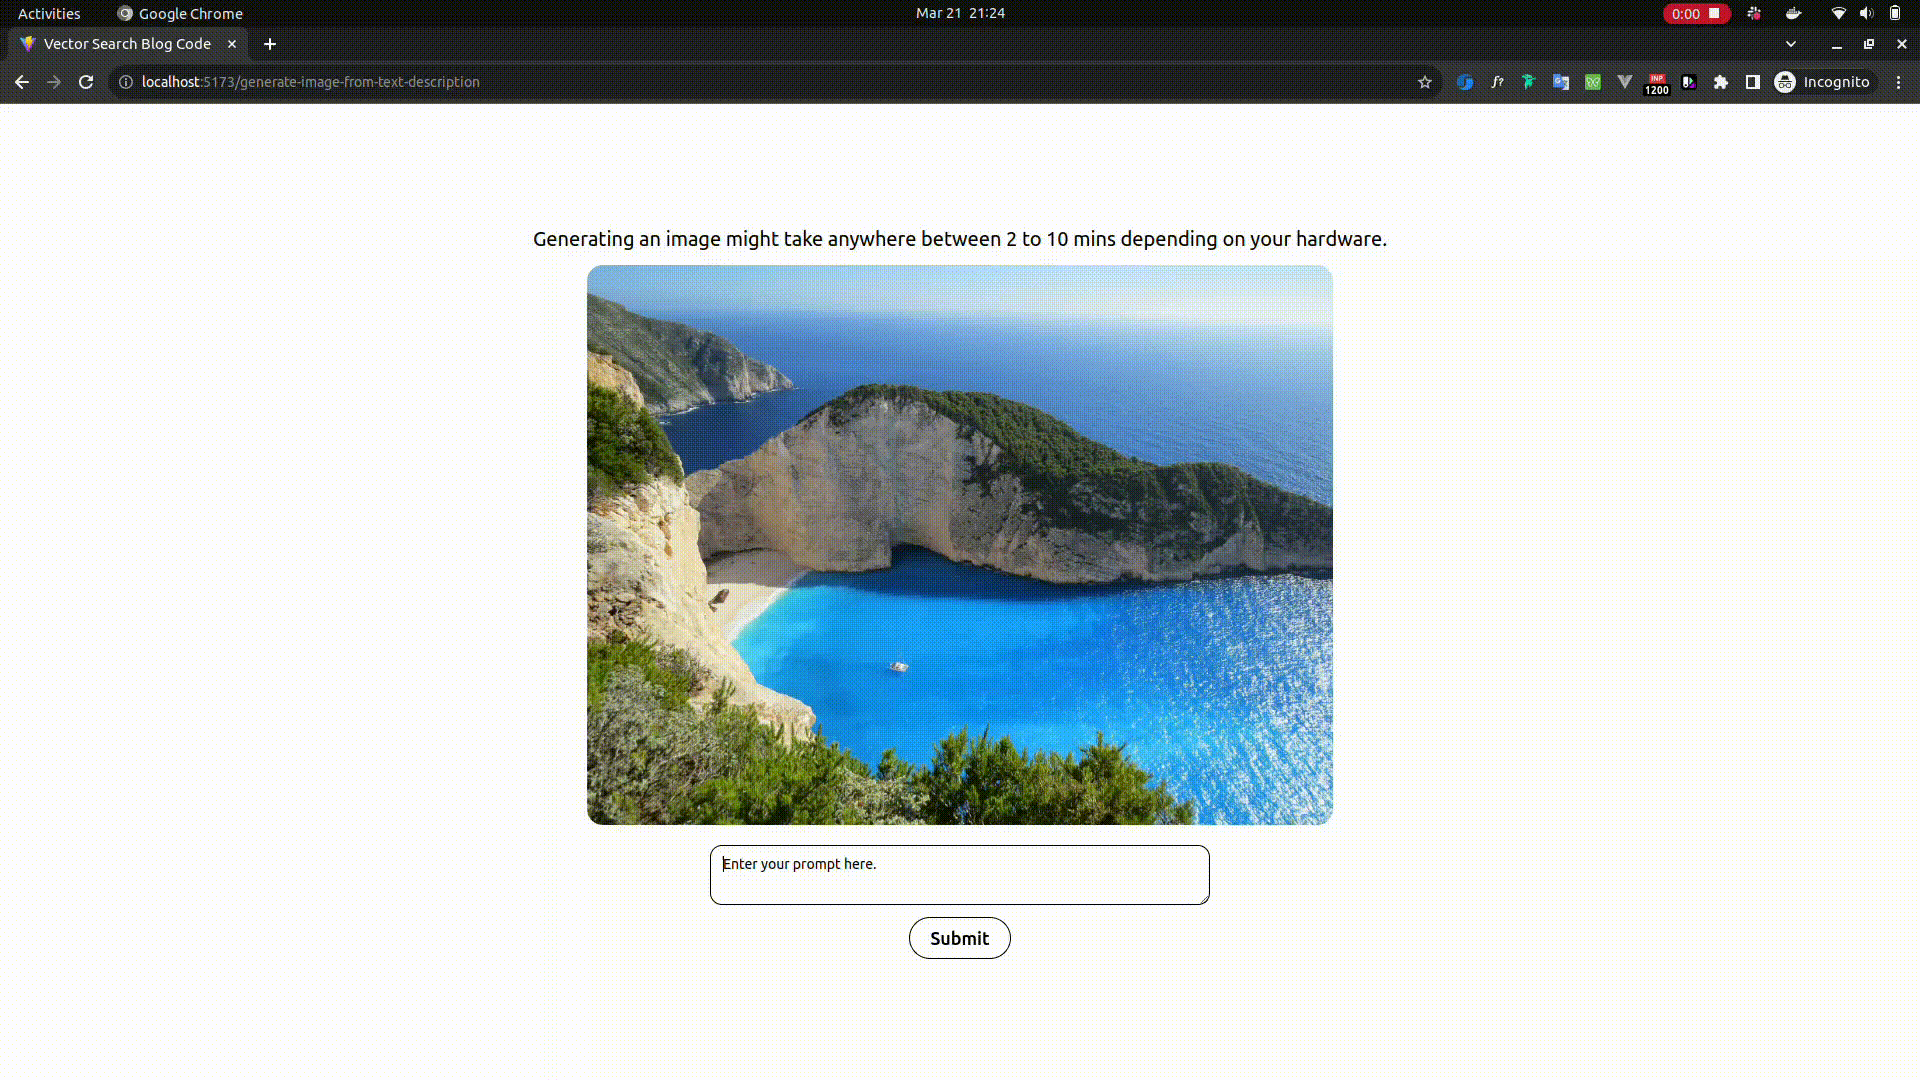 Activities
Google Chrome
Mar 21 21:24
0:00
Vector Search Blog Code
localhost:5173/generate-image-from-text-description
f?
INP
1200
Incognito
Generating an image might take anywhere between 2 to 10 mins depending on your hardware.
Enter your prompt here.
Submit